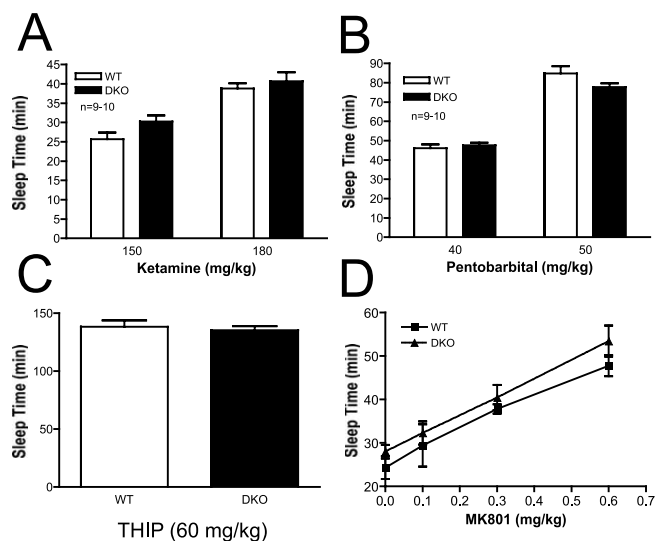 A
WT
DKO
n=9-10
Sleep Time (min)
45
40
35
30
25
20
15
10
5
0
150
180
Ketamine (mg/kg)
B
WT
DKO
n=9-10
Sleep Time (min)
90
80
70
60
50
40
30
20
10
0
40
50
Pentobarbital (mg/kg)
C
Sleep Time (min)
150
100
50
0
WT
DKO
THIP (60 mg/kg)
D
WT
DKO
Sleep Time (min)
60
50
40
30
20
0.0 0.1 0.2 0.3 0.4 0.5 0.6 0.7
MK801 (mg/kg)